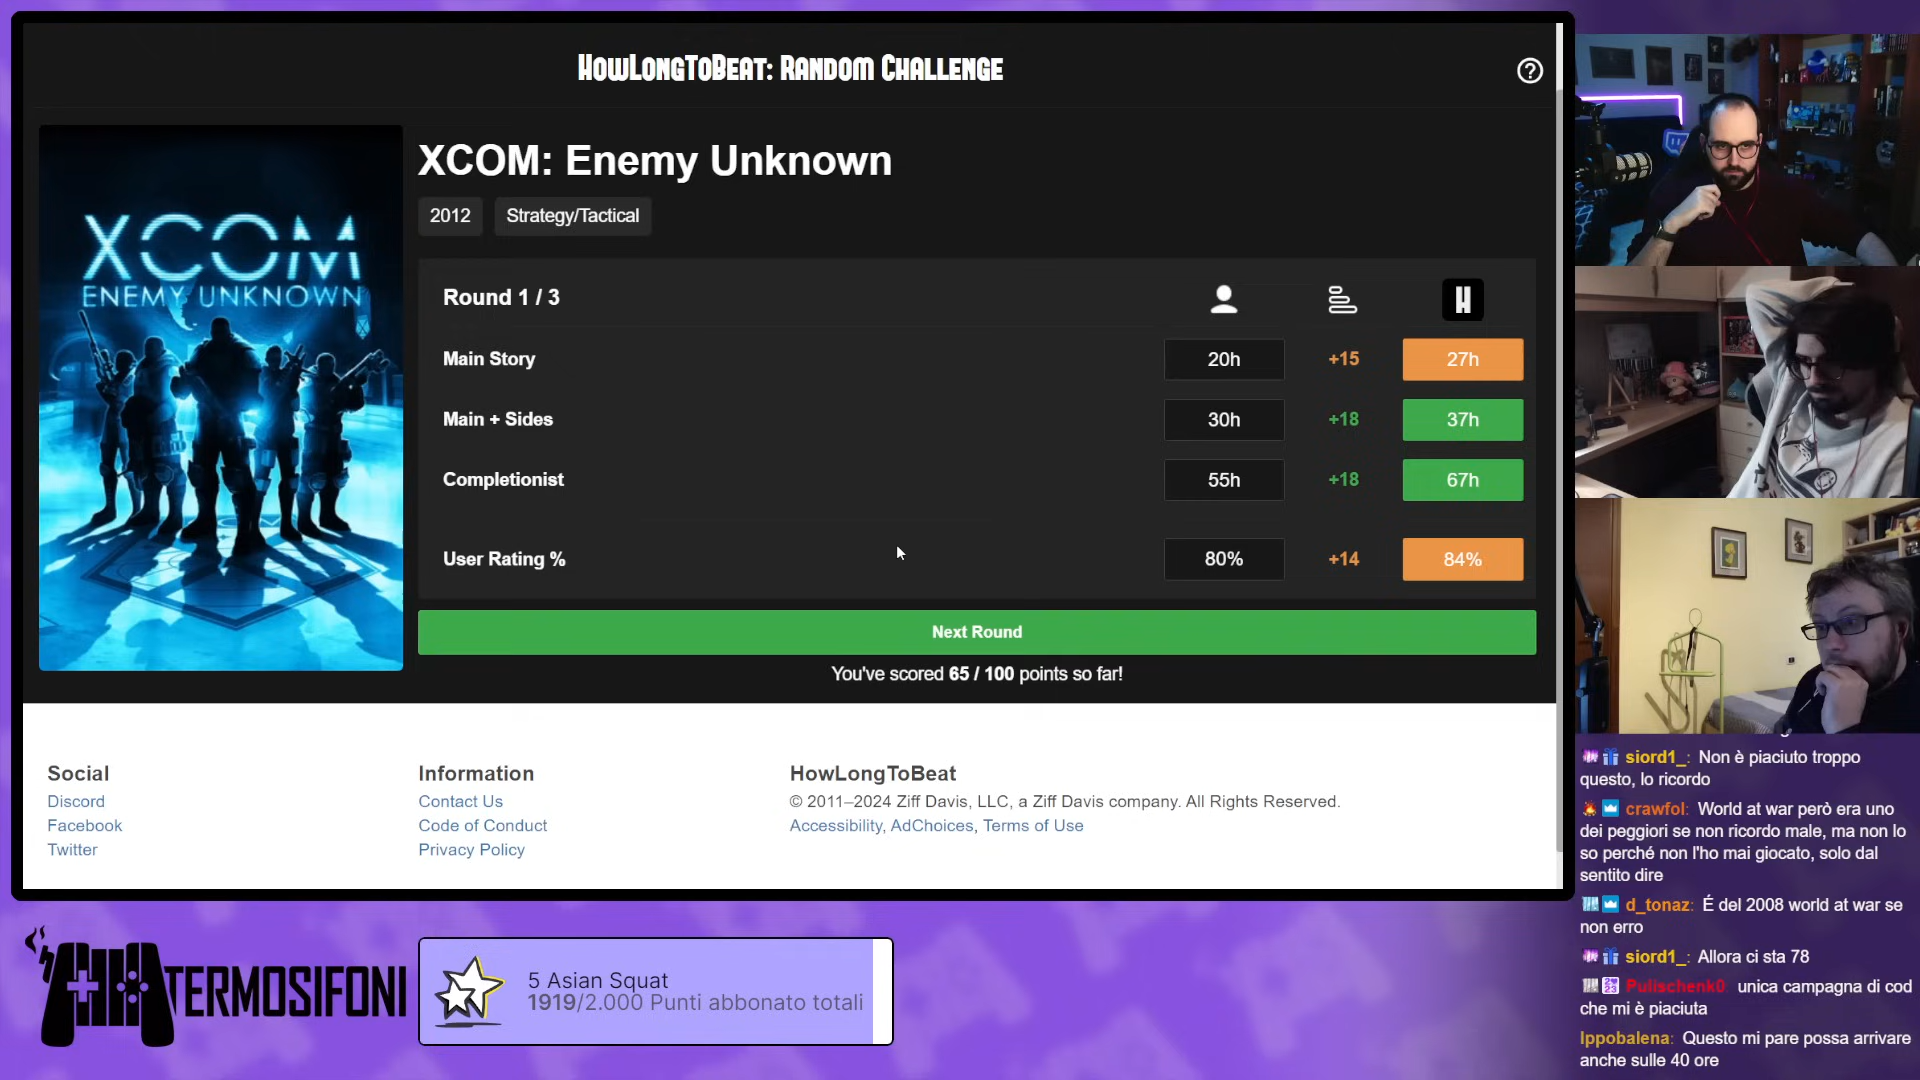 HowLongToBeat: Random Challenge
XCOM
ENEMY UNKNOWN
XCOM: Enemy Unknown
2012
Strategy/Tactical
Round 1 / 3
Main Story
20h
+15
27h
Main + Sides
30h
+18
37h
Completionist
55h
+18
67h
User Rating %
80%
+14
84%
Next Round
You've scored 65 / 100 points so far!
Social
Discord
Facebook
Twitter
Information
Contact Us
Code of Conduct
Privacy Policy
HowLongToBeat
© 2011–2024 Ziff Davis, LLC, a Ziff Davis company. All Rights Reserved.
Accessibility, AdChoices, Terms of Use
TERMOSIFONI
5 Asian Squat
1919/2.000 Punti abbonato totali
siord1_: Non è piaciuto troppo
questo, lo ricordo
crawfol: World at war però era uno
dei peggiori se non ricordo male, ma non lo
so perché non l'ho mai giocato, solo dal
sentito dire
d_tonaz: É del 2008 world at war se
non erro
siord1_: Allora ci sta 78
Pulischenk0: unica campagna di cod
che mi è piaciuta
Ippobalena: Questo mi pare possa arrivare
anche sulle 40 ore